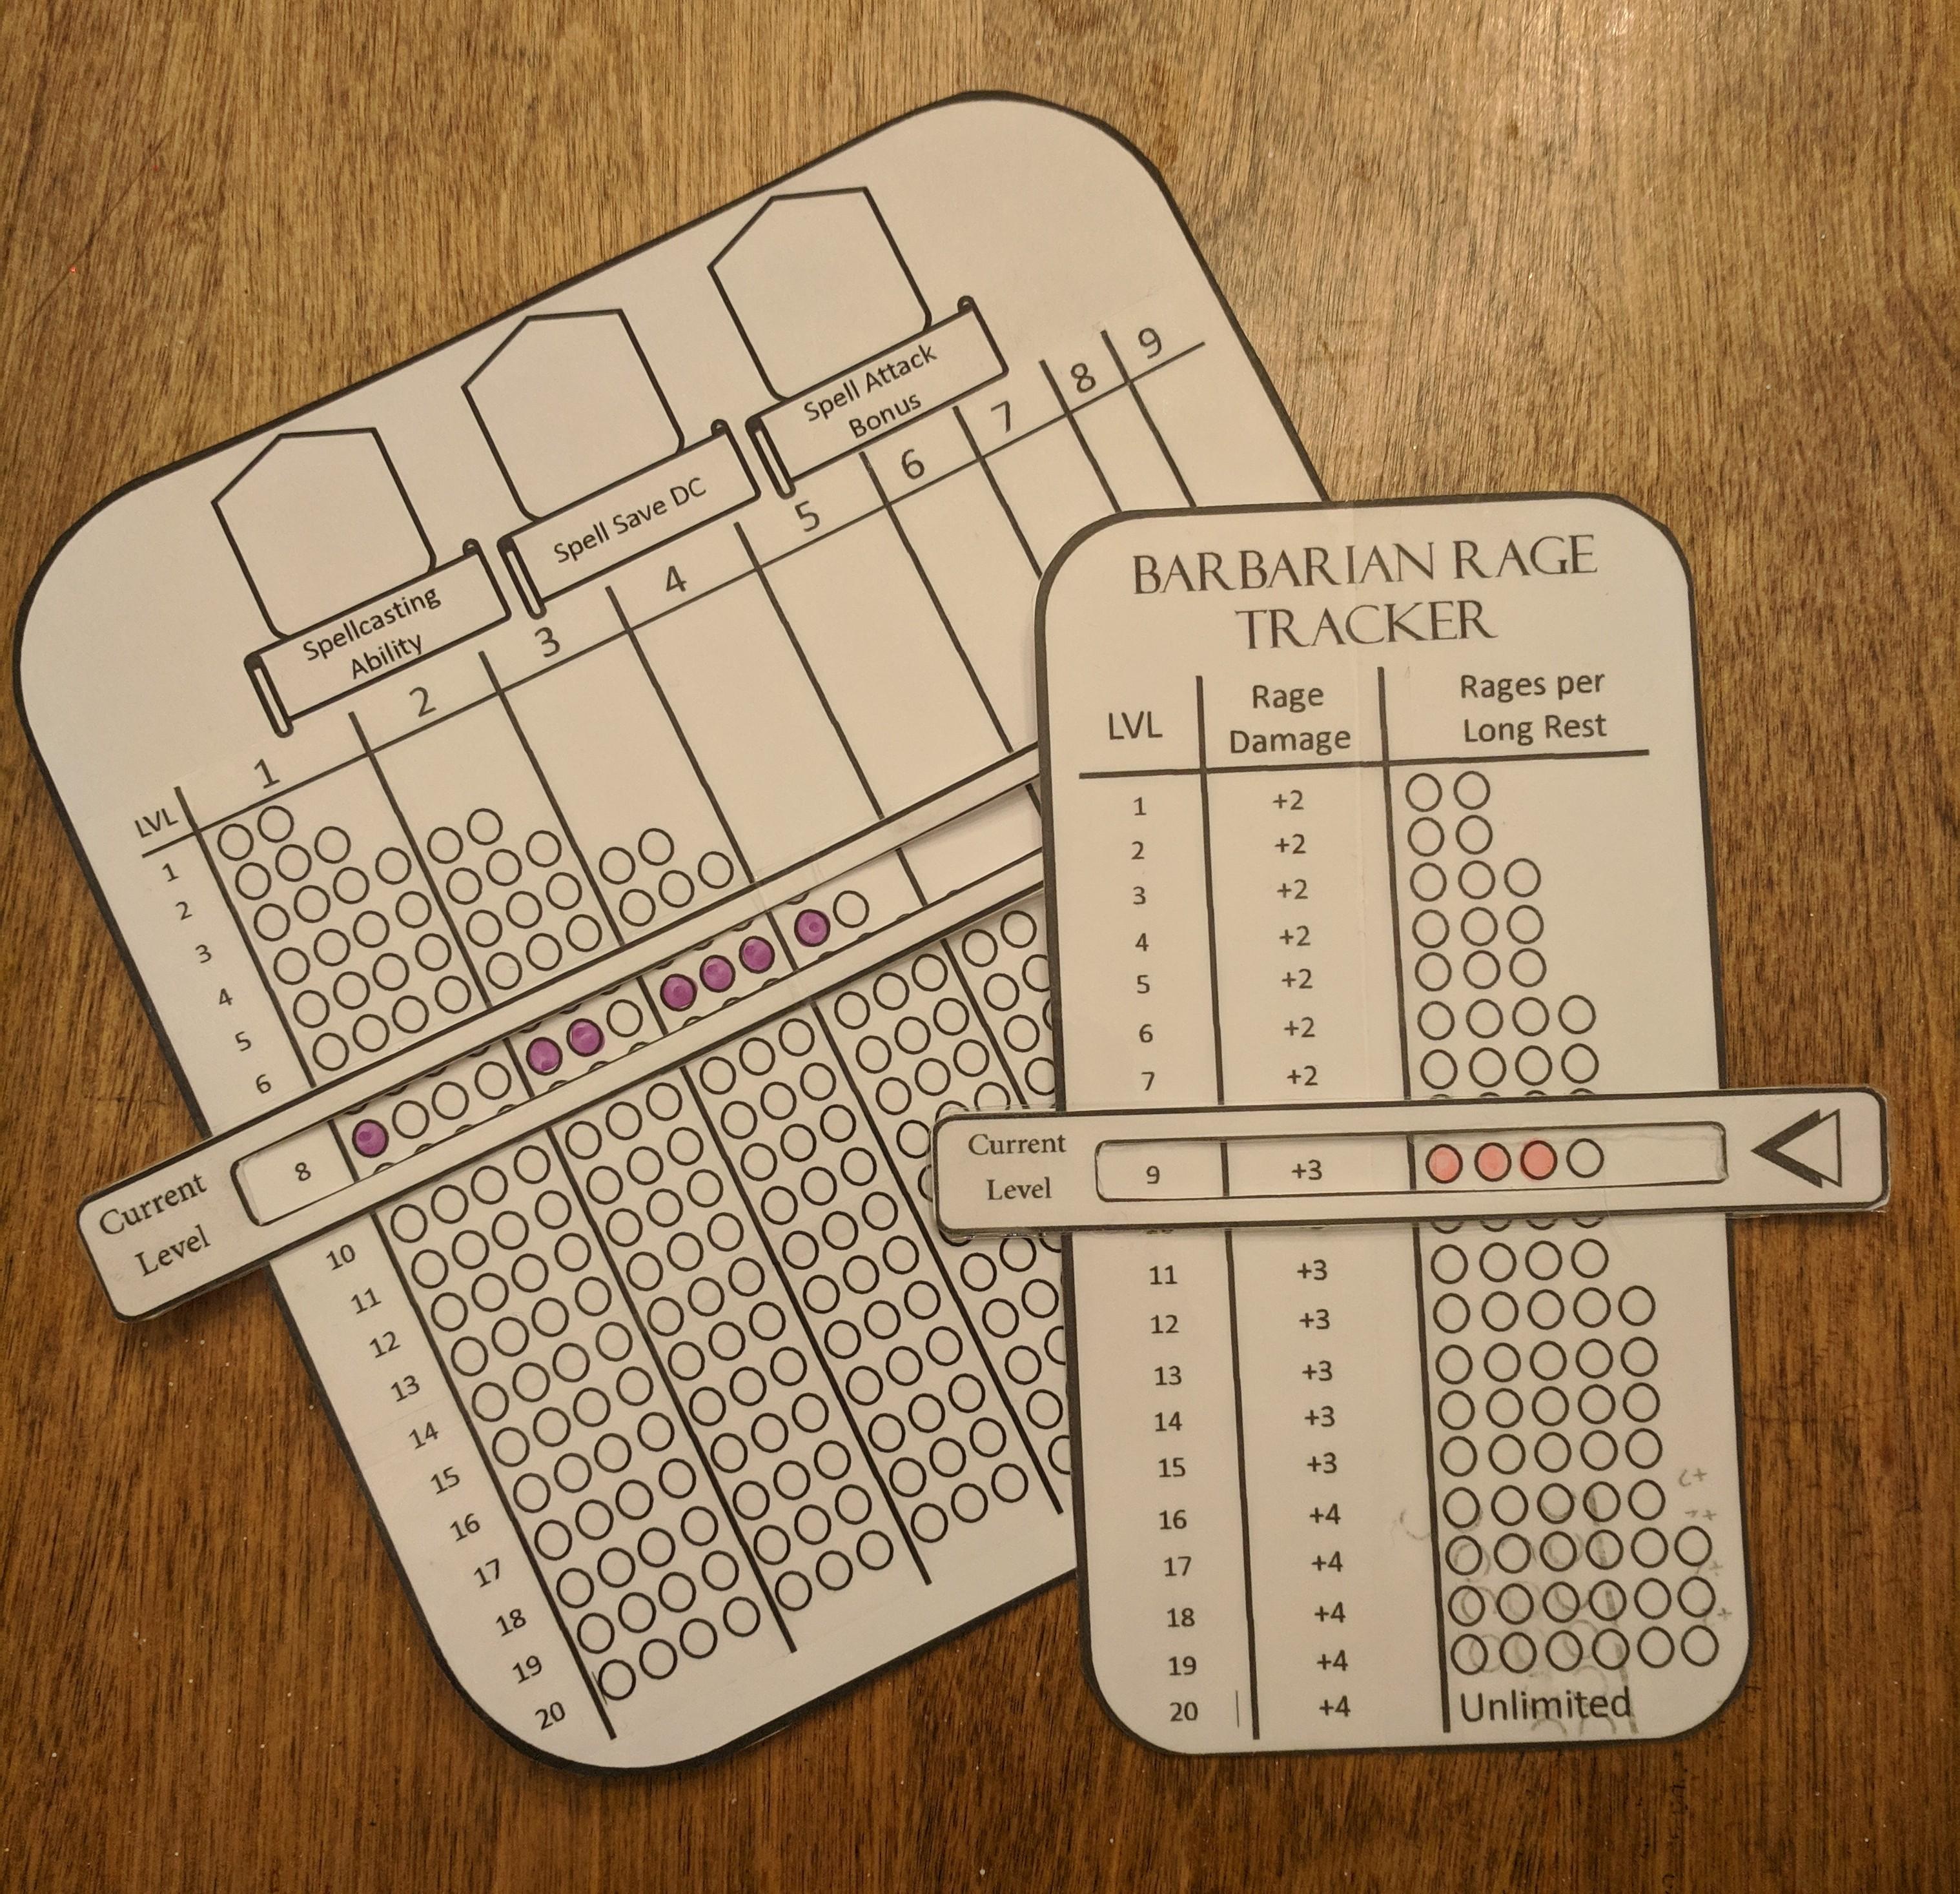 Spellcasting
Ability
Spell Save DC
Spell Attack
Bonus
LVL 1 2 3 4 5 6 7 8 9
1
2
3
4
5
6
Current
Level
8
10
11
12
13
14
15
16
17
18
19
20
BARBARIAN RAGE
TRACKER
LVL
Rage
Damage
Rages per
Long Rest
1 +2
2 +2
3 +2
4 +2
5 +2
6 +2
7 +2
Current
Level
9 +3
11 +3
12 +3
13 +3
14 +3
15 +3
16 +4
17 +4
18 +4
19 +4
20 +4 Unlimited